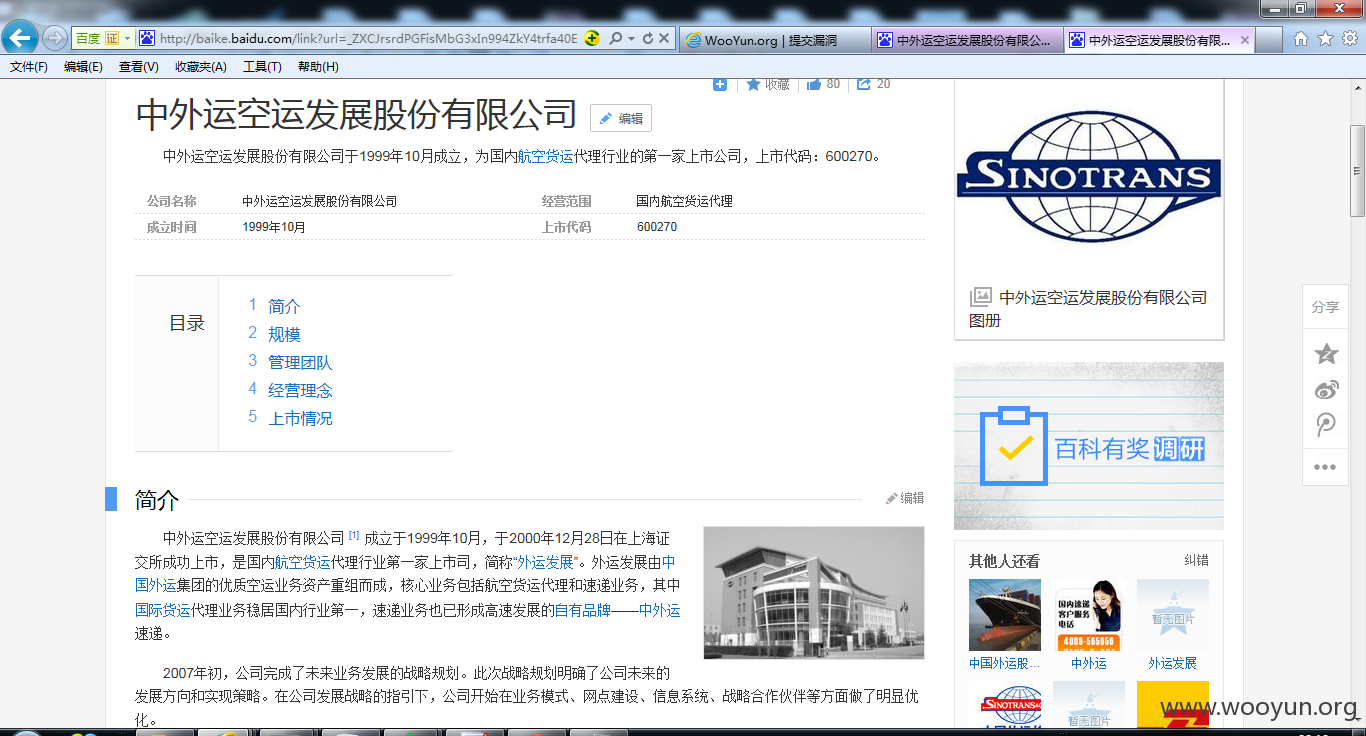 百度 证 http://baike.baidu.com/link?url=_ZXCJrsrdPGFisMbG3xIn994ZkY4trfa40E
WooYun.org | 提交漏洞
中外运空运发展股份有限公...
中外运空运发展股份有限...
文件(F) 编辑(E) 查看(V) 收藏夹(A) 工具(T) 帮助(H)
收藏 80 20
中外运空运发展股份有限公司
编辑
中外运空运发展股份有限公司于1999年10月成立，为国内航空货运代理行业的第一家上市公司，上市代码：600270。
公司名称 中外运空运发展股份有限公司 经营范围 国内航空货运代理
成立时间 1999年10月 上市代码 600270
目录
1 简介
2 规模
3 管理团队
4 经营理念
5 上市情况
简介
编辑
中外运空运发展股份有限公司 [1] 成立于1999年10月，于2000年12月28日在上海证
交所成功上市，是国内航空货运代理行业第一家上市司，简称“外运发展”。外运发展由中
国外运集团的优质空运业务资产重组而成，核心业务包括航空货运代理和速递业务，其中
国际货运代理业务稳居国内行业第一，速递业务也已形成高速发展的自有品牌——中外运
速递。
2007年初，公司完成了未来业务发展的战略规划。此次战略规划明确了公司未来的
发展方向和实现策略。在公司发展战略的指引下，公司开始在业务模式、网点建设、信息系统、战略合作伙伴等方面做了明显优
化。
SINOTRANS
中外运空运发展股份有限公司
图册
百科有奖调研
其他人还看 纠错
国内速递
客户服务
电话
4006-565656
暂无图片
中国外运股... 中外运 外运发展
SINOTRANS
暂无图片
分享
www.wooyun.org